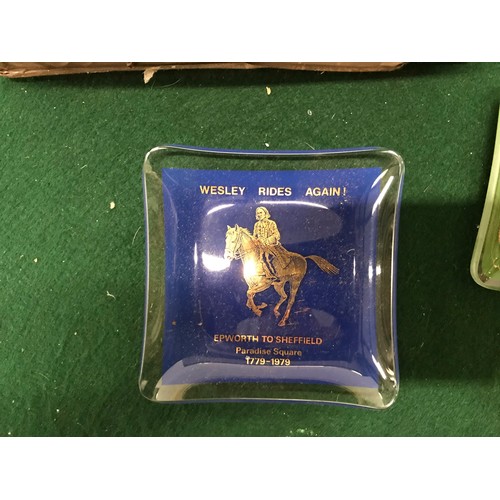 WESLEY RIDES AGAIN!
EPWORTH TO SHEFFIELD
Paradise Square
1779-1979